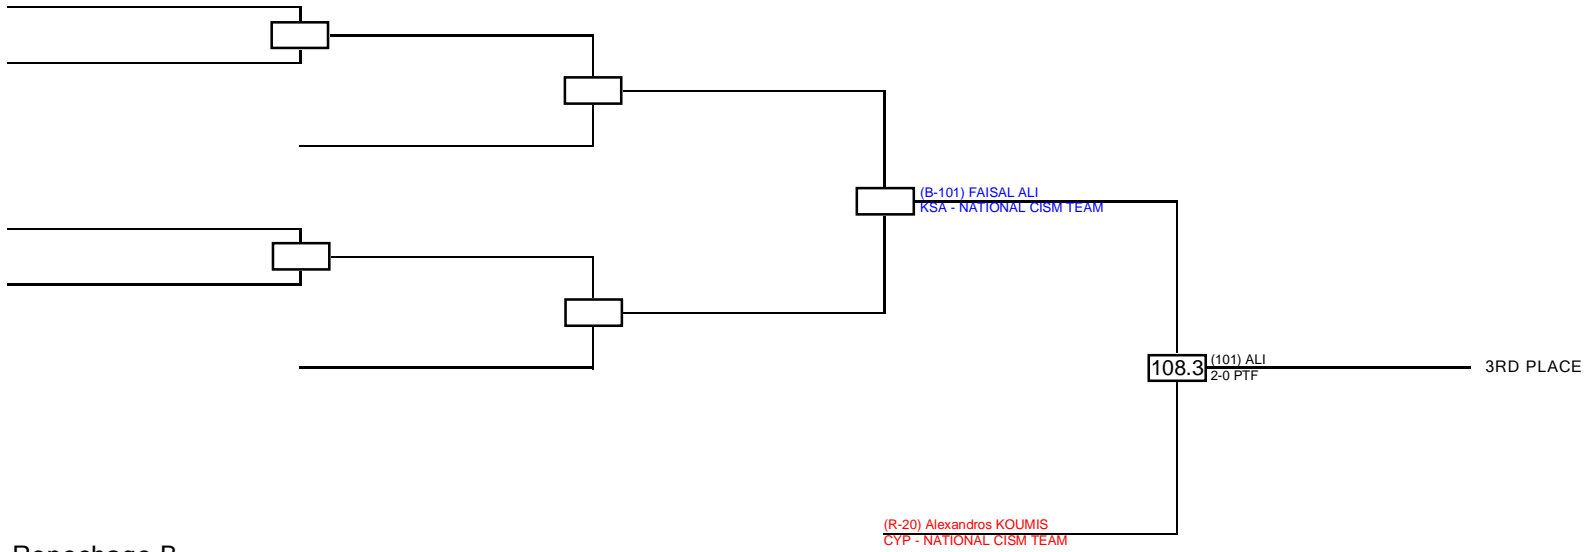 (B-101) FAISAL ALI
KSA - NATIONAL CISM TEAM
108.3
(101) ALI
2-0 PTF
3RD PLACE
(R-20) Alexandros KOUMIS
CYP - NATIONAL CISM TEAM
Repechage B